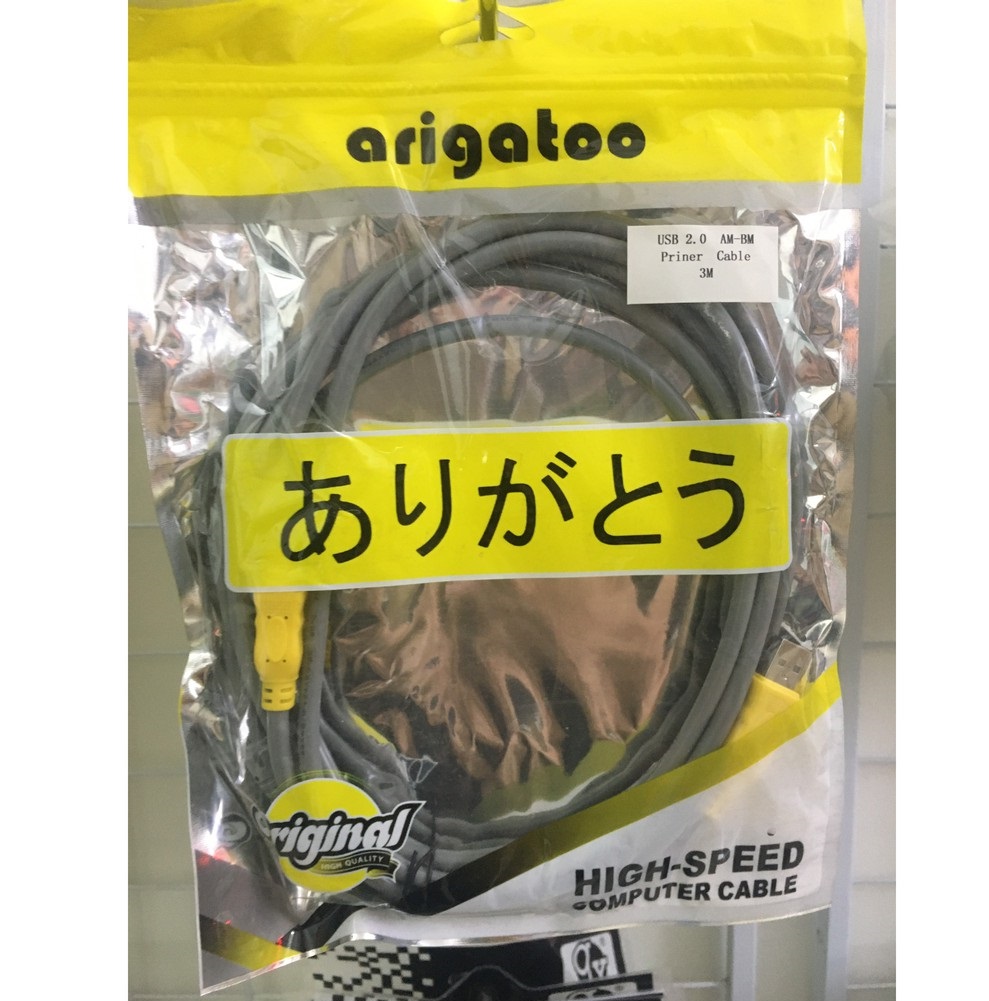 arigatoo
USB 2.0 AM-BM
Priner Cable
3M
ありがとう
Original
HIGH QUALITY
HIGH-SPEED
COMPUTER CABLE